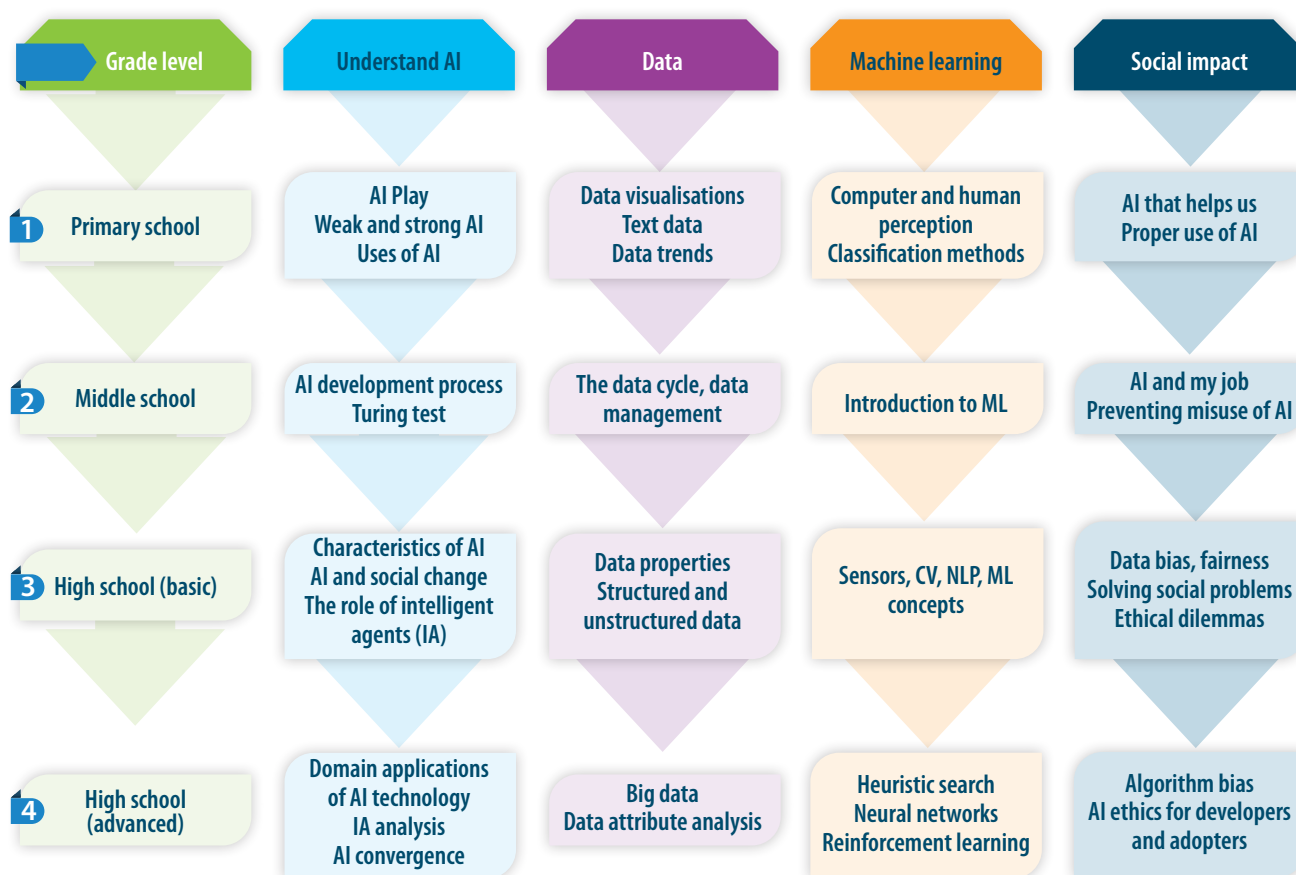 Grade level
Understand AI
Data
Machine learning
Social impact
1
Primary school
AI Play
Weak and strong AI
Uses of AI
Data visualisations
Text data
Data trends
Computer and human
perception
Classification methods
AI that helps us
Proper use of AI
2
Middle school
AI development process
Turing test
The data cycle, data
management
Introduction to ML
AI and my job
Preventing misuse of AI
3
High school (basic)
Characteristics of AI
AI and social change
The role of intelligent
agents (IA)
Data properties
Structured and
unstructured data
Sensors, CV, NLP, ML
concepts
Data bias, fairness
Solving social problems
Ethical dilemmas
4
High school
(advanced)
Domain applications
of AI technology
IA analysis
AI convergence
Big data
Data attribute analysis
Heuristic search
Neural networks
Reinforcement learning
Algorithm bias
AI ethics for developers
and adopters